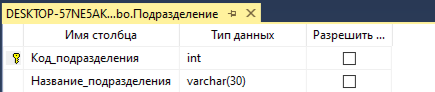 DESKTOP-57NE5AK...bo.Подразделение
Имя столбца Тип данных Разрешить ...
Код_подразделения int
Название_подразделения varchar(30)